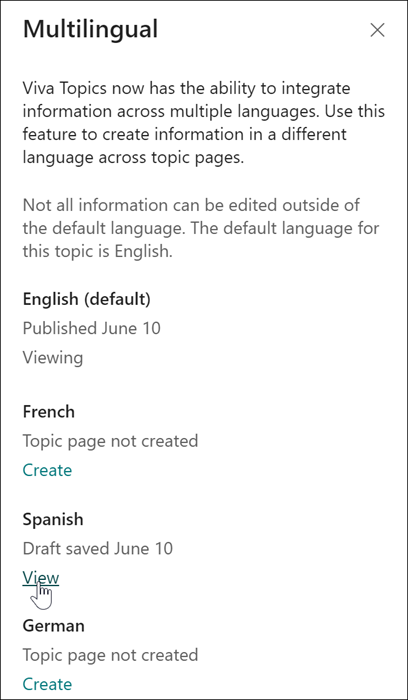 Multilingual
Viva Topics now has the ability to integrate
information across multiple languages. Use this
feature to create information in a different
language across topic pages.
Not all information can be edited outside of
the default language. The default language for
this topic is English.
English (default)
Published June 10
Viewing
French
Topic page not created
Create
Spanish
Draft saved June 10
View
German
Topic page not created
Create